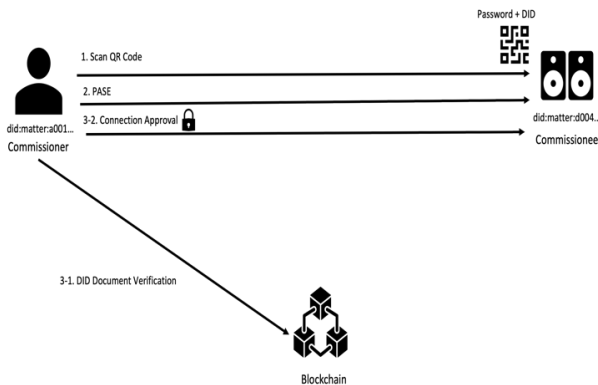 Password + DID
1. Scan QR Code
2. PASE
3-2. Connection Approval
did:matter:a001...
Commissioner
did:matter:d004..
Commissionee
3-1. DID Document Verification
Blockchain